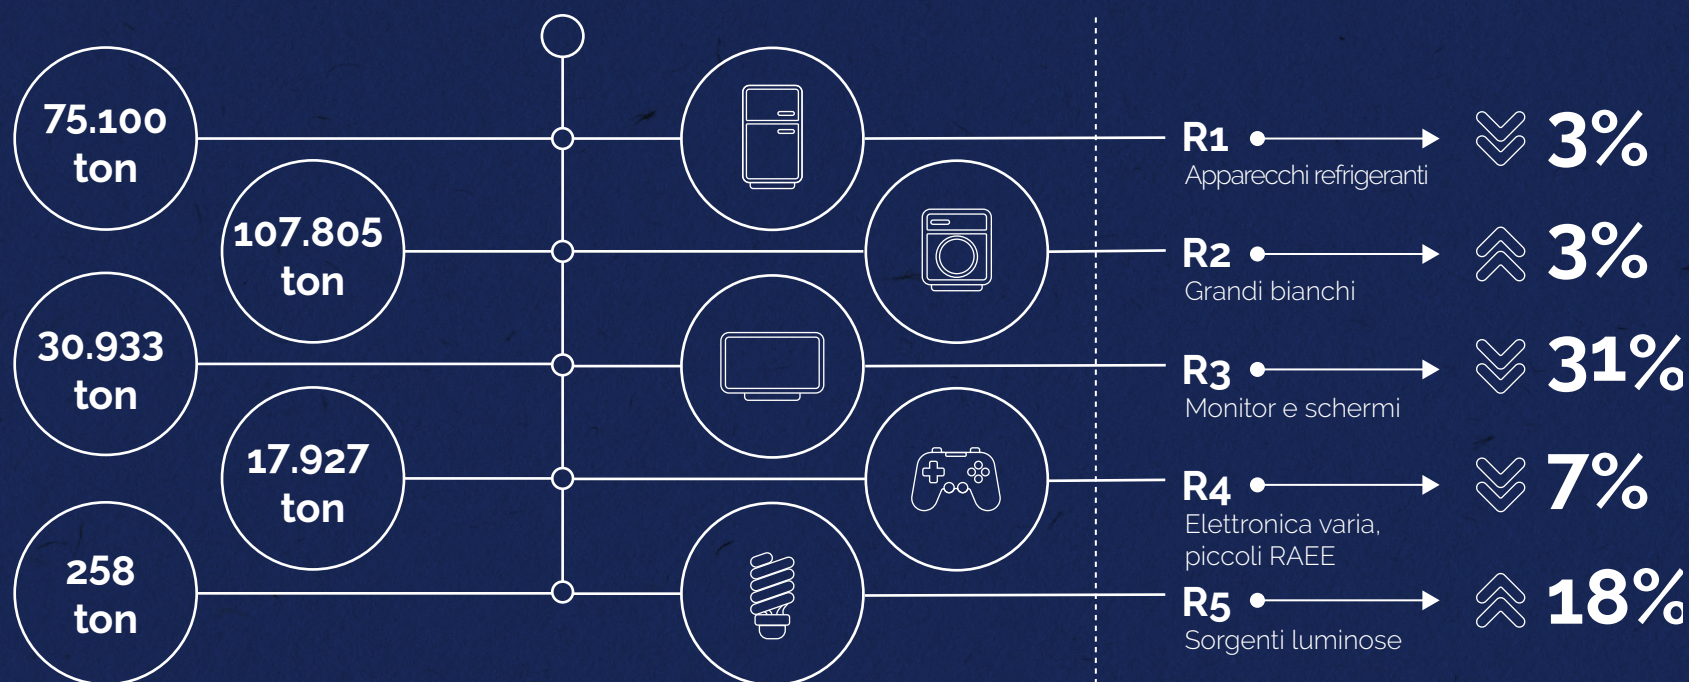 75.100
ton
R1
Apparecchi refrigeranti
3%
107.805
ton
R2
Grandi bianchi
3%
30.933
ton
R3
Monitor e schermi
31%
17.927
ton
R4
Elettronica varia,
piccoli RAEE
7%
258
ton
R5
Sorgenti luminose
18%